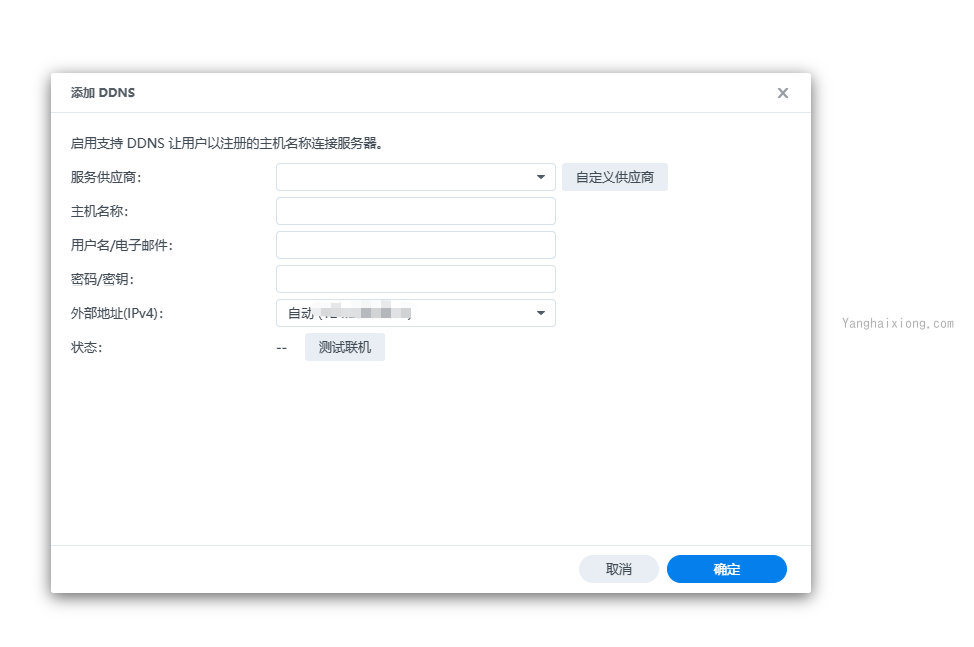 添加 DDNS
启用支持 DDNS 让用户以注册的主机名称连接服务器。
服务供应商:
自定义供应商
主机名称:
用户名/电子邮件:
密码/密钥:
外部地址(IPv4):
自动
状态:
-- 测试联机
Yanghaixiong.com
取消
确定